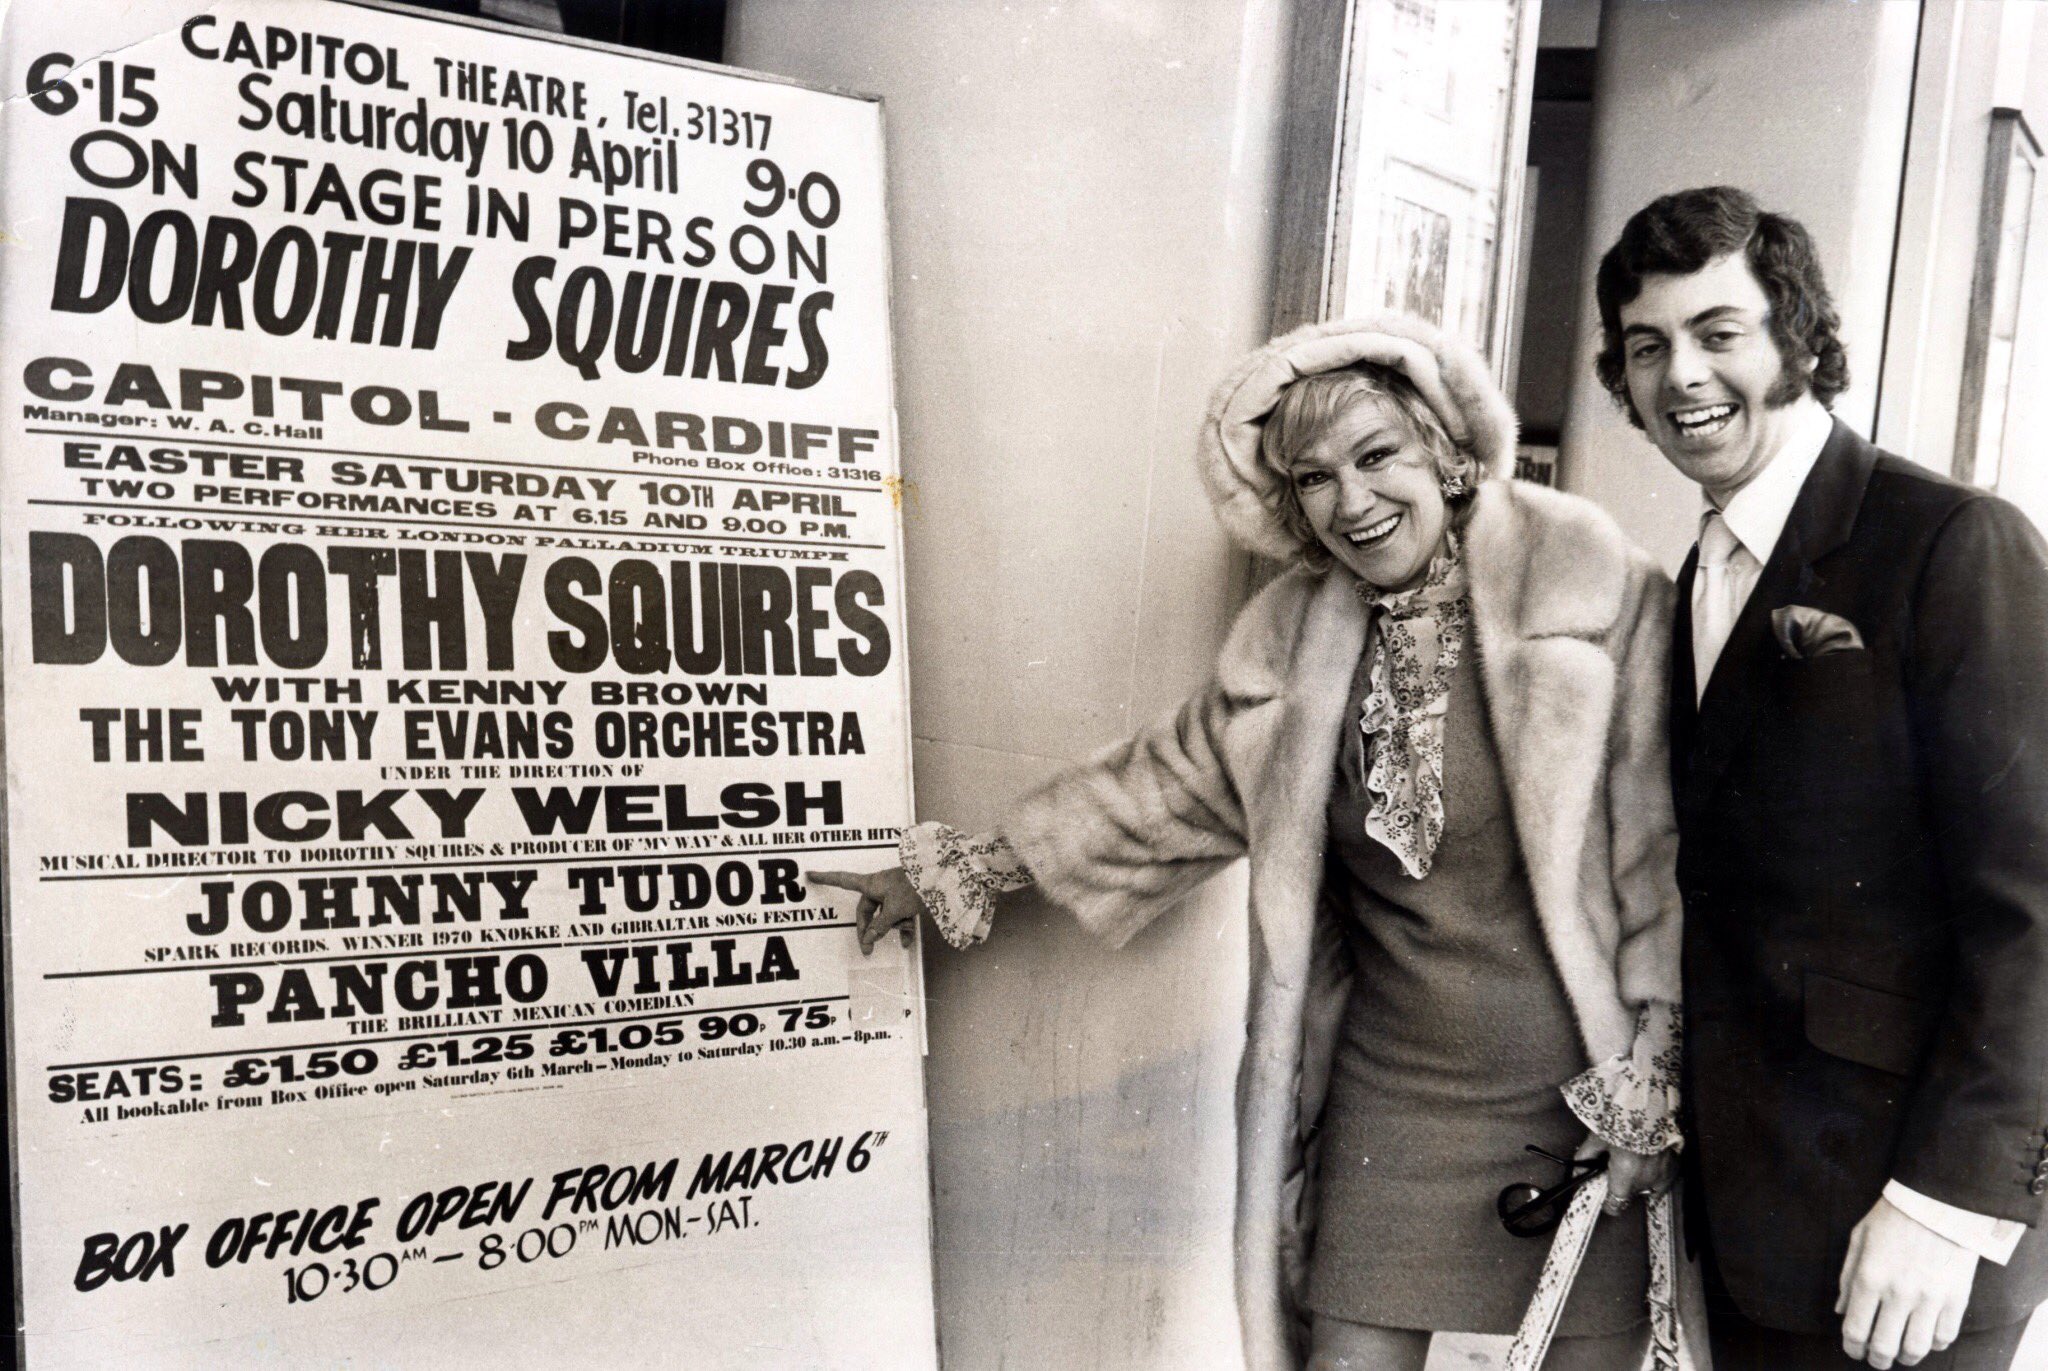 CAPITOL THEATRE, Tel. 31317
6·15 Saturday 10 April 9·0
ON STAGE IN PERSON
DOROTHY SQUIRES
CAPITOL - CARDIFF
Manager: W. A. C. Hall Phone Box Office: 31316
EASTER SATURDAY 10TH APRIL
TWO PERFORMANCES AT 6.15 AND 9.00 P.M.
FOLLOWING HER LONDON PALLADIUM TRIUMPH
DOROTHY SQUIRES
WITH KENNY BROWN
THE TONY EVANS ORCHESTRA
UNDER THE DIRECTION OF
NICKY WELSH
MUSICAL DIRECTOR TO DOROTHY SQUIRES & PRODUCER OF 'MY WAY' & ALL HER OTHER HITS
JOHNNY TUDOR
SPARK RECORDS. WINNER 1970 KNOKKE AND GIBRALTAR SONG FESTIVAL
PANCHO VILLA
THE BRILLIANT MEXICAN COMEDIAN
SEATS: £1.50 £1.25 £1.05 90p 75p
All bookable from Box Office open Saturday 6th March – Monday to Saturday 10.30 a.m. – 8p.m.
BOX OFFICE OPEN FROM MARCH 6TH
10·30AM – 8·00PM MON.-SAT.